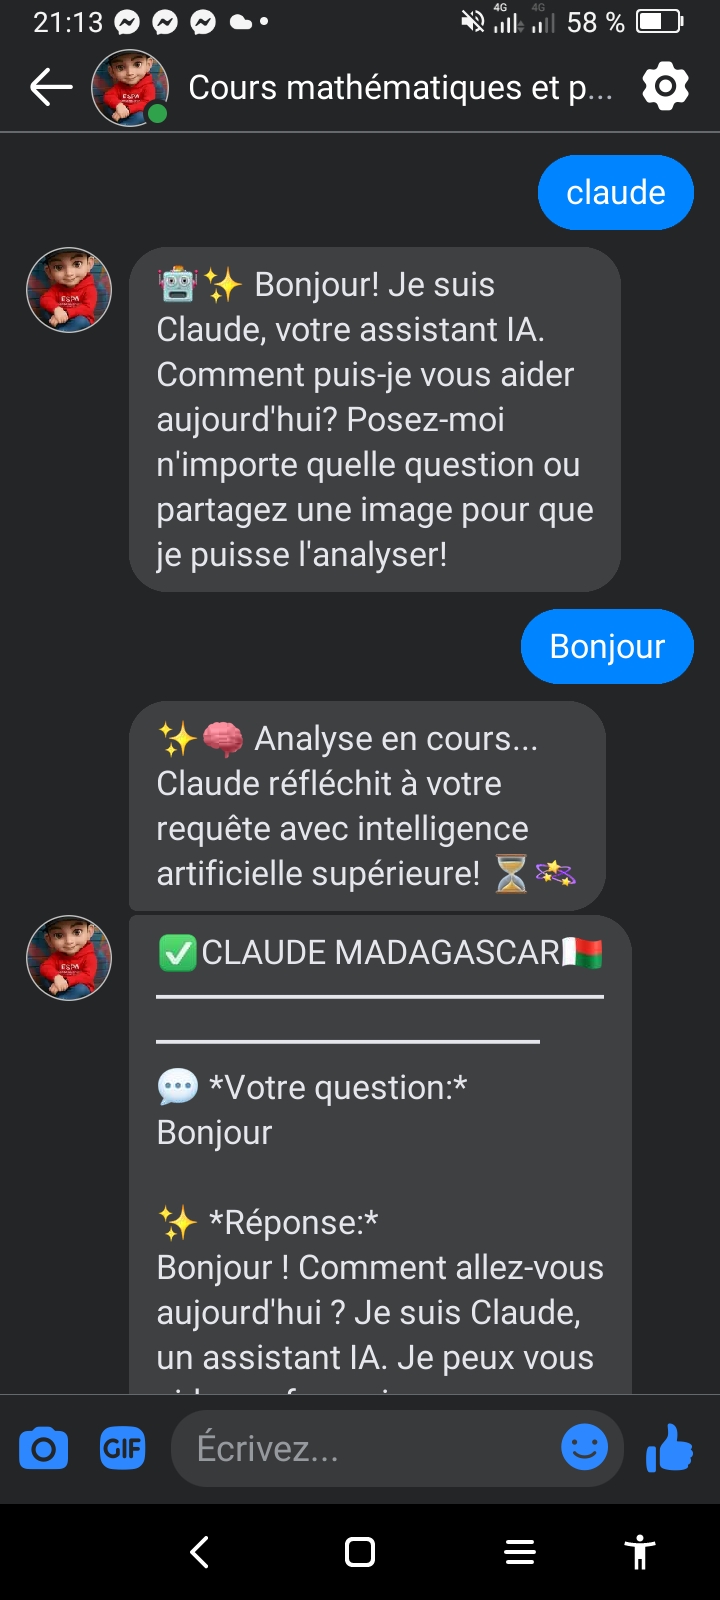 21:13 4G 4G 58 %
Cours mathématiques et p...
claude
🤖✨ Bonjour! Je suis
Claude, votre assistant IA.
Comment puis-je vous aider
aujourd'hui? Posez-moi
n'importe quelle question ou
partagez une image pour que
je puisse l'analyser!
Bonjour
✨🧠 Analyse en cours...
Claude réfléchit à votre
requête avec intelligence
artificielle supérieure! ⏳💫
✅CLAUDE MADAGASCAR🇲🇬
💬 *Votre question:*
Bonjour
✨ *Réponse:*
Bonjour ! Comment allez-vous
aujourd'hui ? Je suis Claude,
un assistant IA. Je peux vous
GIF
Écrivez...